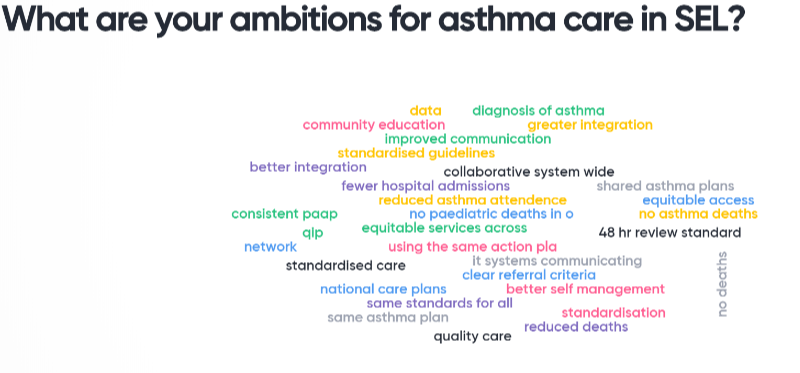 What are your ambitions for asthma care in SEL?
data
diagnosis of asthma
community education
greater integration
improved communication
standardised guidelines
better integration
collaborative system wide
fewer hospital admissions
shared asthma plans
reduced asthma attendence
equitable access
consistent paap
no paediatric deaths in o
no asthma deaths
qip
equitable services across
48 hr review standard
network
using the same action pla
standardised care
it systems communicating
clear referral criteria
no deaths
national care plans
better self management
same standards for all
same asthma plan
standardisation
reduced deaths
quality care